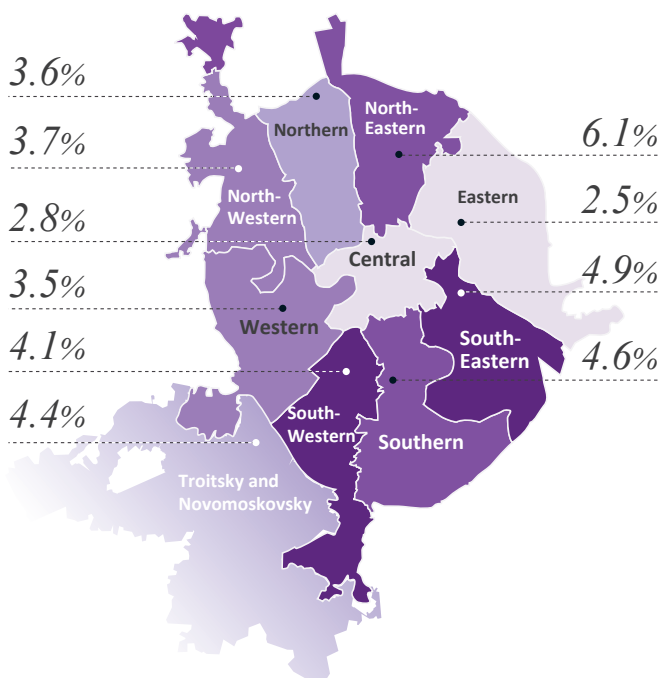 3.6%
3.7%
2.8%
3.5%
4.1%
4.4%
Northern
North-
Eastern
North-
Western
Eastern
Central
Western
South-
Eastern
South-
Western
Southern
Troitsky and
Novomoskovsky
6.1%
2.5%
4.9%
4.6%